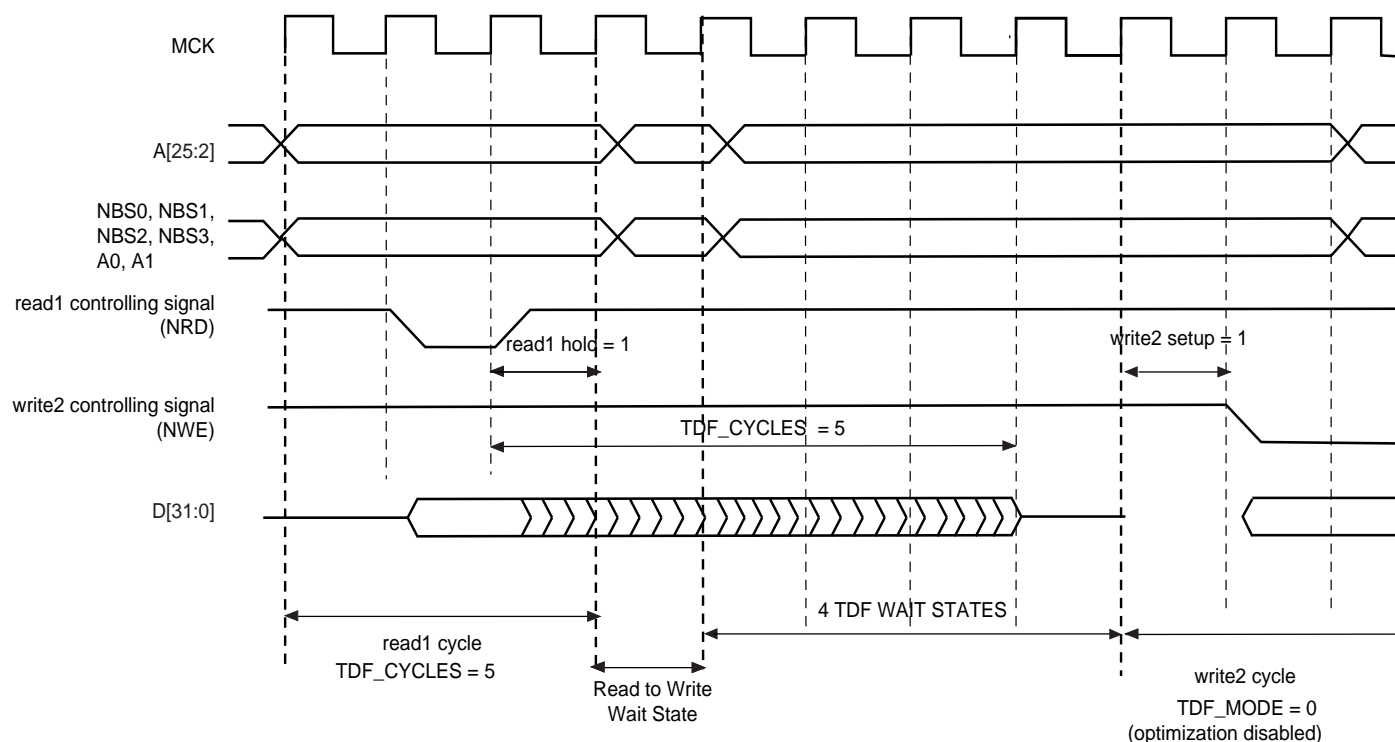 MCK
A[25:2]
NBS0, NBS1,
NBS2, NBS3,
A0, A1
read1 controlling signal
(NRD)
read1 hold = 1
write2 setup = 1
write2 controlling signal
(NWE)
TDF_CYCLES = 5
D[31:0]
4 TDF WAIT STATES
read1 cycle
TDF_CYCLES = 5
Read to Write
Wait State
write2 cycle
TDF_MODE = 0
(optimization disabled)